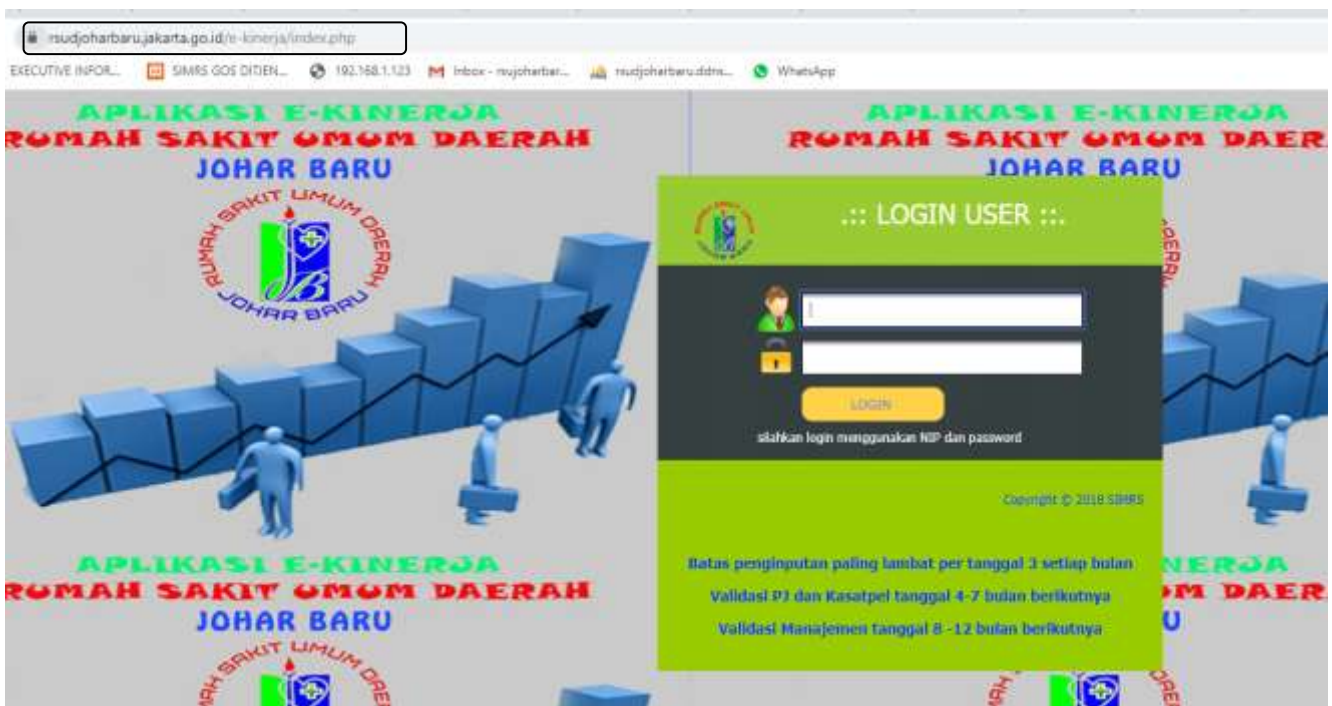 rsudjoharbaru.jakarta.go.id/e-kinerja/index.php
EXECUTIVE INFOR... SIMRS GOS DITJEN... 192.168.1.123 Inbox - rsujoharbar... rsudjoharbaru.ddns... WhatsApp
APLIKASI E-KINERJA
RUMAH SAKIT UMUM DAERAH
JOHAR BARU
RUMAH SAKIT UMUM DAERAH
JOHAR BARU
APLIKASI E-KINERJA
RUMAH SAKIT UMUM DAER
JOHAR BARU
.:: LOGIN USER ::.
LOGIN
silahkan login menggunakan NIP dan password
Copyright © 2018 SIMRS
Batas penginputan paling lambat per tanggal 3 setiap bulan
Validasi PJ dan Kasatpel tanggal 4-7 bulan berikutnya
Validasi Manajemen tanggal 8 -12 bulan berikutnya
APLIKASI E-KINERJA
RUMAH SAKIT UMUM DAERAH
JOHAR BARU
SAKIT UMUM
NERJA
UM DAER
U